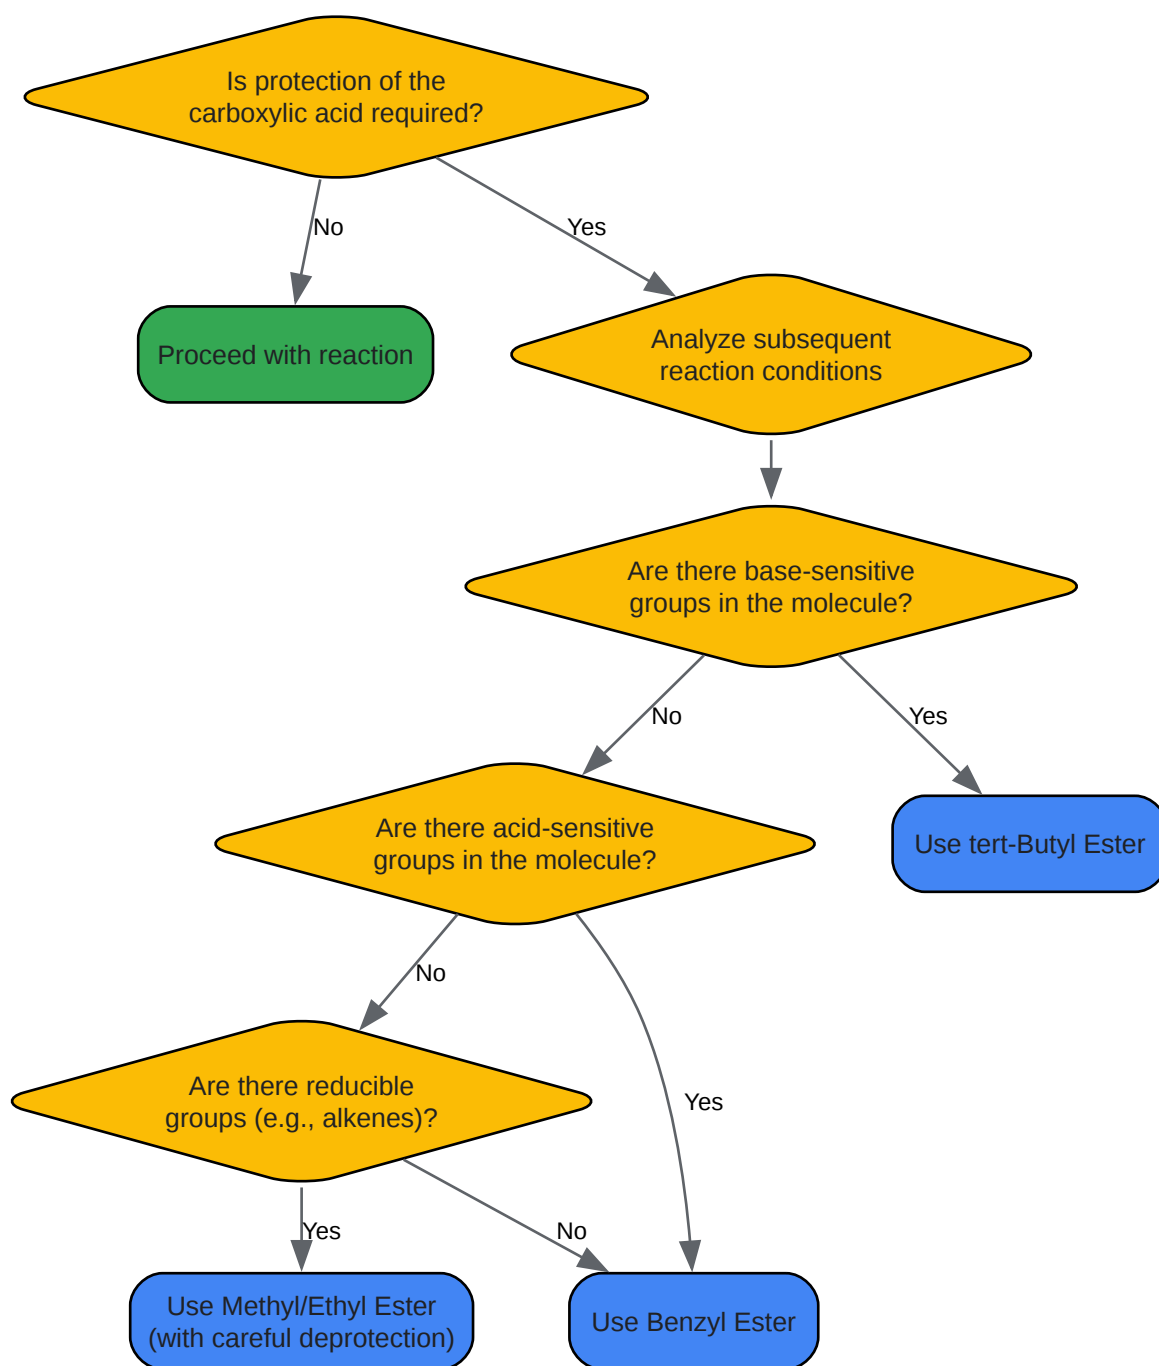 Is protection of the
carboxylic acid required?
No
Yes
Proceed with reaction
Analyze subsequent
reaction conditions
Are there base-sensitive
groups in the molecule?
No
Yes
Are there acid-sensitive
groups in the molecule?
Use tert-Butyl Ester
No
Are there reducible
groups (e.g., alkenes)?
Yes
Yes
No
Use Methyl/Ethyl Ester
(with careful deprotection)
Use Benzyl Ester